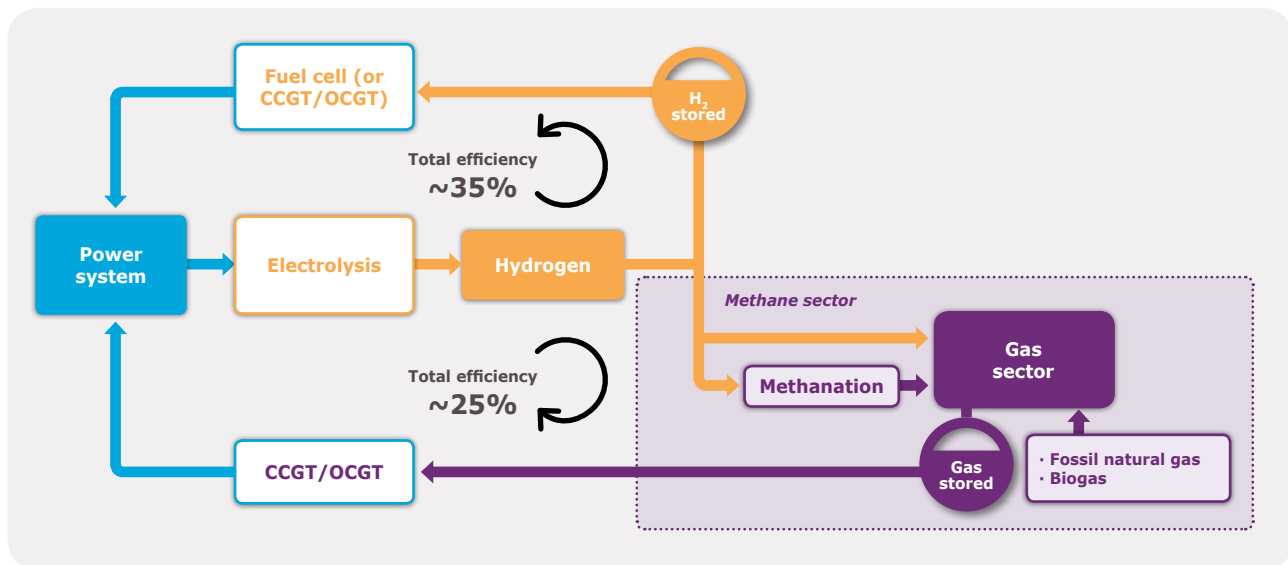 Fuel cell (or
CCGT/OCGT)
H₂
stored
Total efficiency
~35%
Power
system
Electrolysis
Hydrogen
Methane sector
Gas
sector
Total efficiency
~25%
Methanation
CCGT/OCGT
Gas
stored
· Fossil natural gas
· Biogas